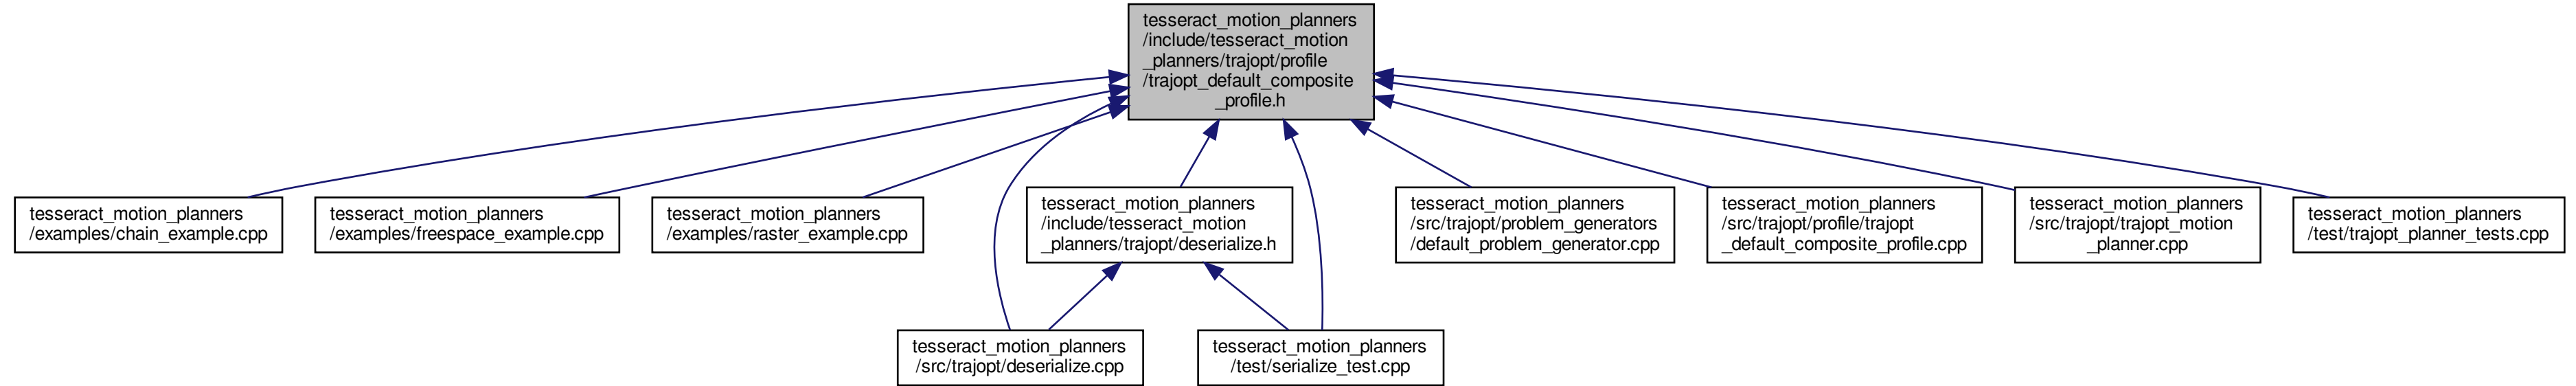 tesseract_motion_planners
/include/tesseract_motion
_planners/trajopt/profile
/trajopt_default_composite
_profile.h
tesseract_motion_planners
/examples/chain_example.cpp
tesseract_motion_planners
/examples/freespace_example.cpp
tesseract_motion_planners
/examples/raster_example.cpp
tesseract_motion_planners
/include/tesseract_motion
_planners/trajopt/deserialize.h
tesseract_motion_planners
/src/trajopt/problem_generators
/default_problem_generator.cpp
tesseract_motion_planners
/src/trajopt/profile/trajopt
_default_composite_profile.cpp
tesseract_motion_planners
/src/trajopt/trajopt_motion
_planner.cpp
tesseract_motion_planners
/test/trajopt_planner_tests.cpp
tesseract_motion_planners
/src/trajopt/deserialize.cpp
tesseract_motion_planners
/test/serialize_test.cpp